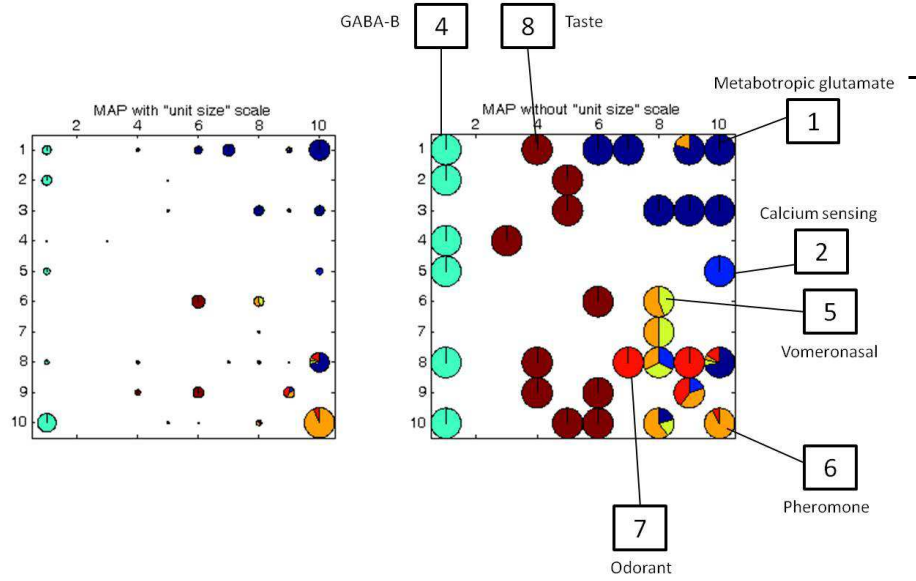 GABA-B
4
8
Taste
Metabotropic glutamate
1
MAP with "unit size" scale
2 4 6 8 10
1
2
3
4
5
6
7
8
9
10
MAP without "unit size" scale
2 4 6 8 10
1
2
3
4
5
6
7
8
9
10
Calcium sensing
2
5
Vomeronasal
6
Pheromone
7
Odorant